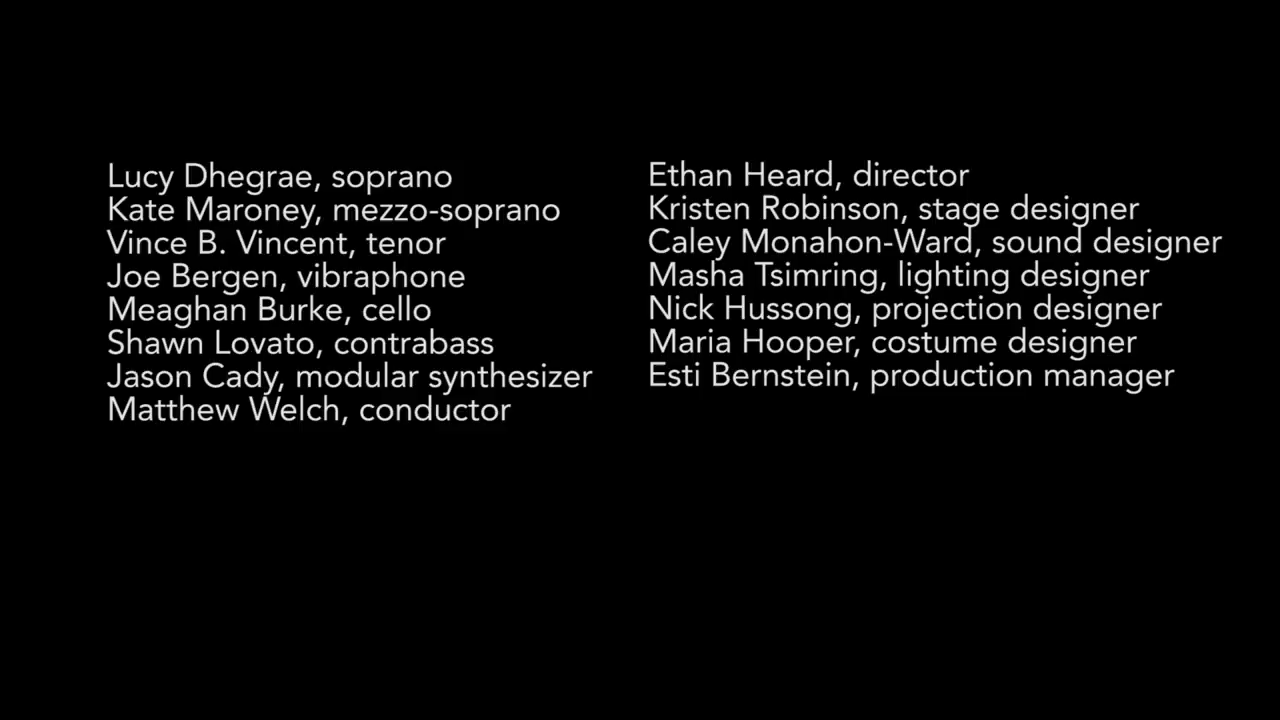 Lucy Dhegrae, soprano
Kate Maroney, mezzo-soprano
Vince B. Vincent, tenor
Joe Bergen, vibraphone
Meaghan Burke, cello
Shawn Lovato, contrabass
Jason Cady, modular synthesizer
Matthew Welch, conductor
Ethan Heard, director
Kristen Robinson, stage designer
Caley Monahon-Ward, sound designer
Masha Tsimring, lighting designer
Nick Hussong, projection designer
Maria Hooper, costume designer
Esti Bernstein, production manager